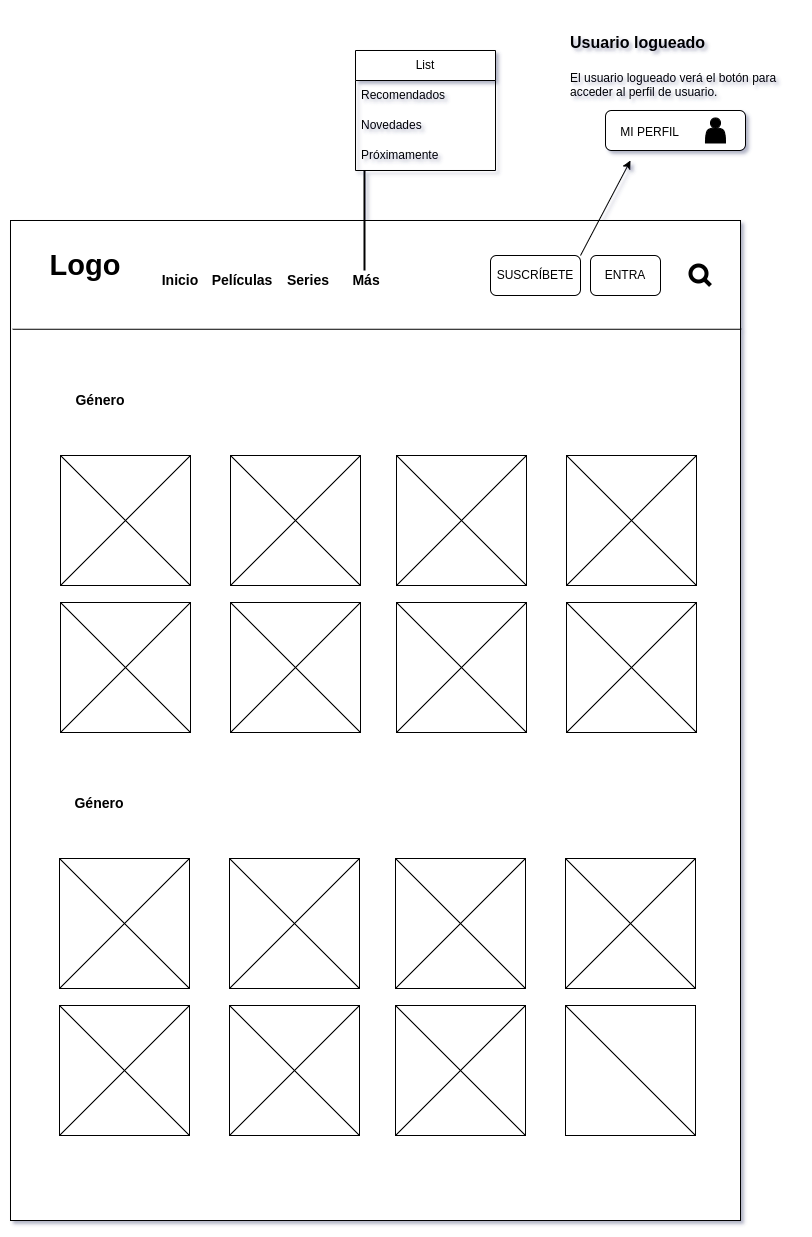 Usuario logueado
El usuario logueado verá el botón para
acceder al perfil de usuario.
MI PERFIL
List
Recomendados
Novedades
Próximamente
Logo
Inicio Películas Series Más
SUSCRÍBETE ENTRA
Género
Género